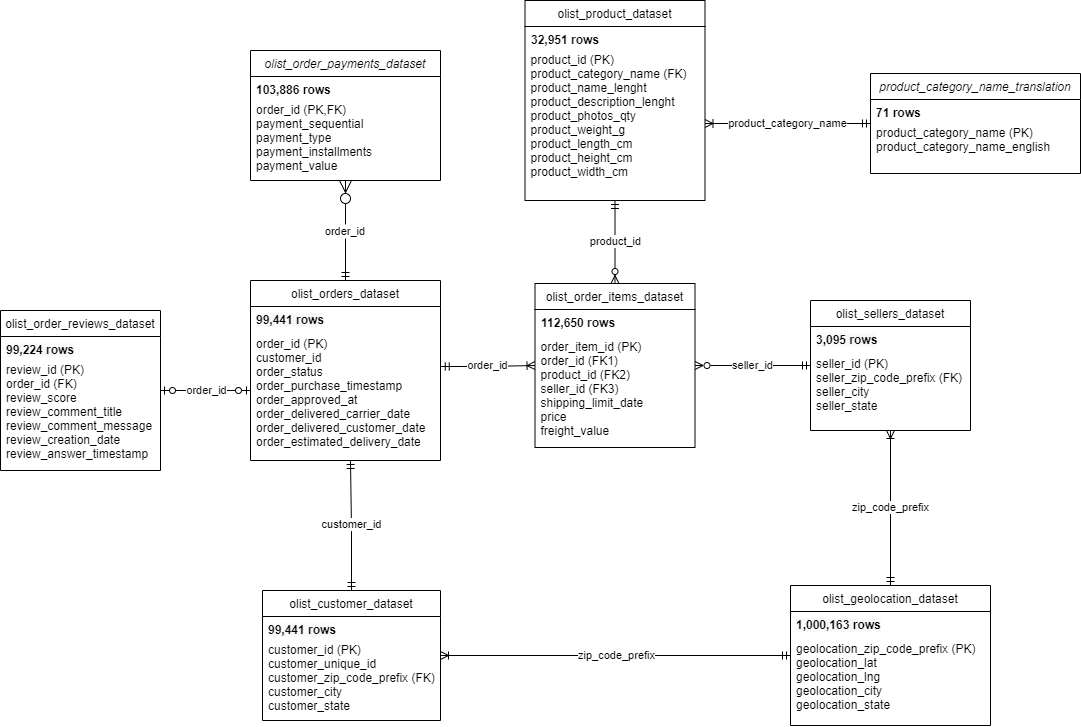 olist_product_dataset
32,951 rows
product_id (PK)
product_category_name (FK)
product_name_lenght
product_description_lenght
product_photos_qty
product_weight_g
product_length_cm
product_height_cm
product_width_cm
olist_order_payments_dataset
103,886 rows
order_id (PK,FK)
payment_sequential
payment_type
payment_installments
payment_value
product_category_name
product_category_name_translation
71 rows
product_category_name (PK)
product_category_name_english
order_id
product_id
olist_order_reviews_dataset
99,224 rows
review_id (PK)
order_id (FK)
review_score
review_comment_title
review_comment_message
review_creation_date
review_answer_timestamp
order_id
olist_orders_dataset
99,441 rows
order_id (PK)
customer_id
order_status
order_purchase_timestamp
order_approved_at
order_delivered_carrier_date
order_delivered_customer_date
order_estimated_delivery_date
order_id
olist_order_items_dataset
112,650 rows
order_item_id (PK)
order_id (FK1)
product_id (FK2)
seller_id (FK3)
shipping_limit_date
price
freight_value
seller_id
olist_sellers_dataset
3,095 rows
seller_id (PK)
seller_zip_code_prefix (FK)
seller_city
seller_state
customer_id
zip_code_prefix
olist_customer_dataset
99,441 rows
customer_id (PK)
customer_unique_id
customer_zip_code_prefix (FK)
customer_city
customer_state
zip_code_prefix
olist_geolocation_dataset
1,000,163 rows
geolocation_zip_code_prefix (PK)
geolocation_lat
geolocation_lng
geolocation_city
geolocation_state